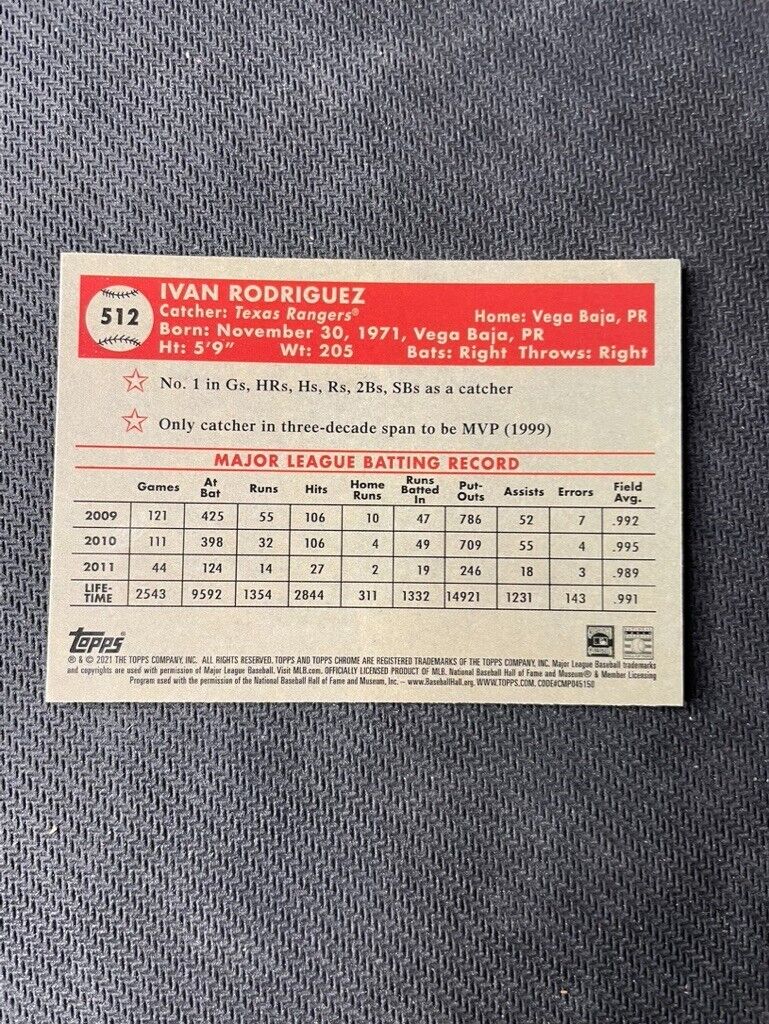 512
IVAN RODRIGUEZ
Catcher: Texas Rangers® Home: Vega Baja, PR
Born: November 30, 1971, Vega Baja, PR
Ht: 5'9" Wt: 205 Bats: Right Throws: Right
No. 1 in Gs, HRs, Hs, Rs, 2Bs, SBs as a catcher
Only catcher in three-decade span to be MVP (1999)
MAJOR LEAGUE BATTING RECORD
Games At Bat Runs Hits Home Runs Runs Batted In Put-Outs Assists Errors Field Avg.
2009 121 425 55 106 10 47 786 52 7 .992
2010 111 398 32 106 4 49 709 55 4 .995
2011 44 124 14 27 2 19 246 18 3 .989
LIFE-TIME 2543 9592 1354 2844 311 1332 14921 1231 143 .991
topps
® & © 2021 THE TOPPS COMPANY, INC. ALL RIGHTS RESERVED. TOPPS AND TOPPS CHROME ARE REGISTERED TRADEMARKS OF THE TOPPS COMPANY, INC. Major League Baseball trademarks
and copyrights are used with permission of Major League Baseball. Visit MLB.com. OFFICIALLY LICENSED PRODUCT OF MLB. National Baseball Hall of Fame and Museum® & Member Licensing
Program used with the permission of the National Baseball Hall of Fame and Museum, Inc. – www.BaseballHall.org. WWW.TOPPS.COM. CODE#CMP045150